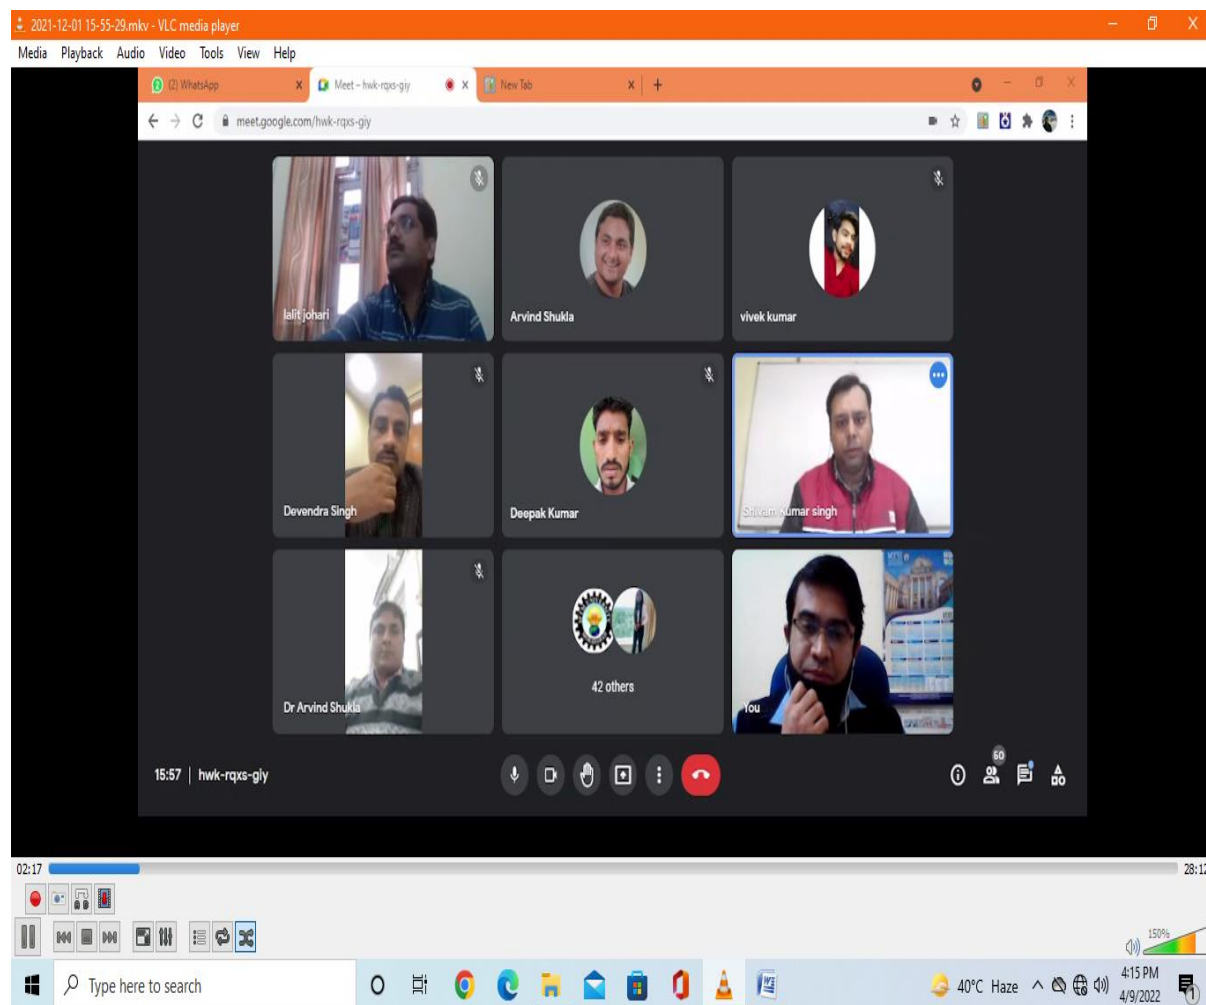 2021-12-01 15-55-29.mkv - VLC media player
Media Playback Audio Video Tools View Help
(2) WhatsApp
Meet – hwk-rqxs-giy
New Tab
meet.google.com/hwk-rqxs-giy
lalit johari
Arvind Shukla
vivek kumar
Devendra Singh
Deepak Kumar
Shivam Kumar singh
Dr Arvind Shukla
42 others
You
15:57 | hwk-rqxs-giy
60
02:17
28:12
150%
Type here to search
40°C Haze
4:15 PM
4/9/2022
1